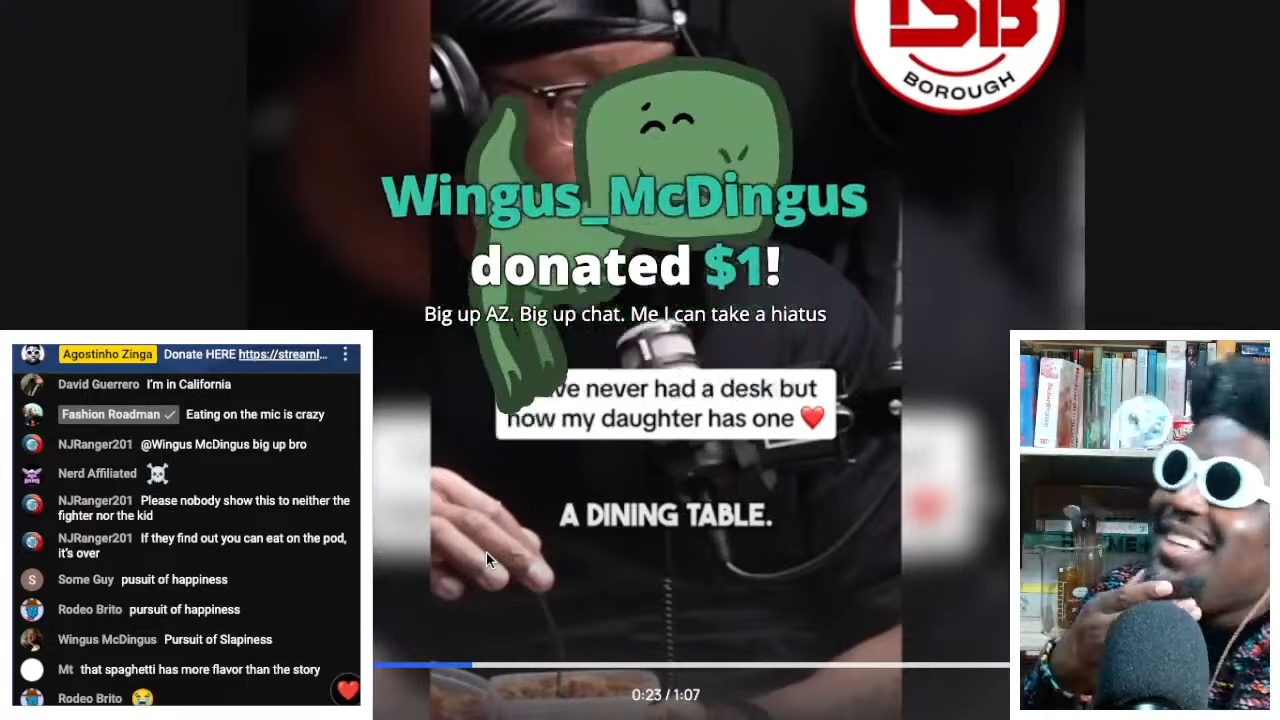 BOROUGH
Wingus_McDingus
donated $1!
Big up AZ. Big up chat. Me I can take a hiatus
never had a desk but
now my daughter has one ❤️
A DINING TABLE.
0:23 / 1:07
Agostinho Zinga Donate HERE https://streaml...
David Guerrero I'm in California
Fashion Roadman ✓ Eating on the mic is crazy
NJRanger201 @Wingus McDingus big up bro
Nerd Affiliated ☠️
NJRanger201 Please nobody show this to neither the
fighter nor the kid
NJRanger201 If they find out you can eat on the pod,
it's over
S Some Guy pusuit of happiness
Rodeo Brito pursuit of happiness
Wingus McDingus Pursuit of Slapiness
Mt that spaghetti has more flavor than the story
Rodeo Brito 😭